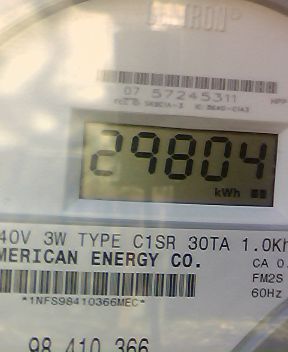 07 57245311
29804
kWh
40V 3W TYPE C1SR 30TA 1.0Kh
MERICAN ENERGY CO.
CA 0.
FM2S
60Hz
*1NFS98410366MEC*
98 410 366